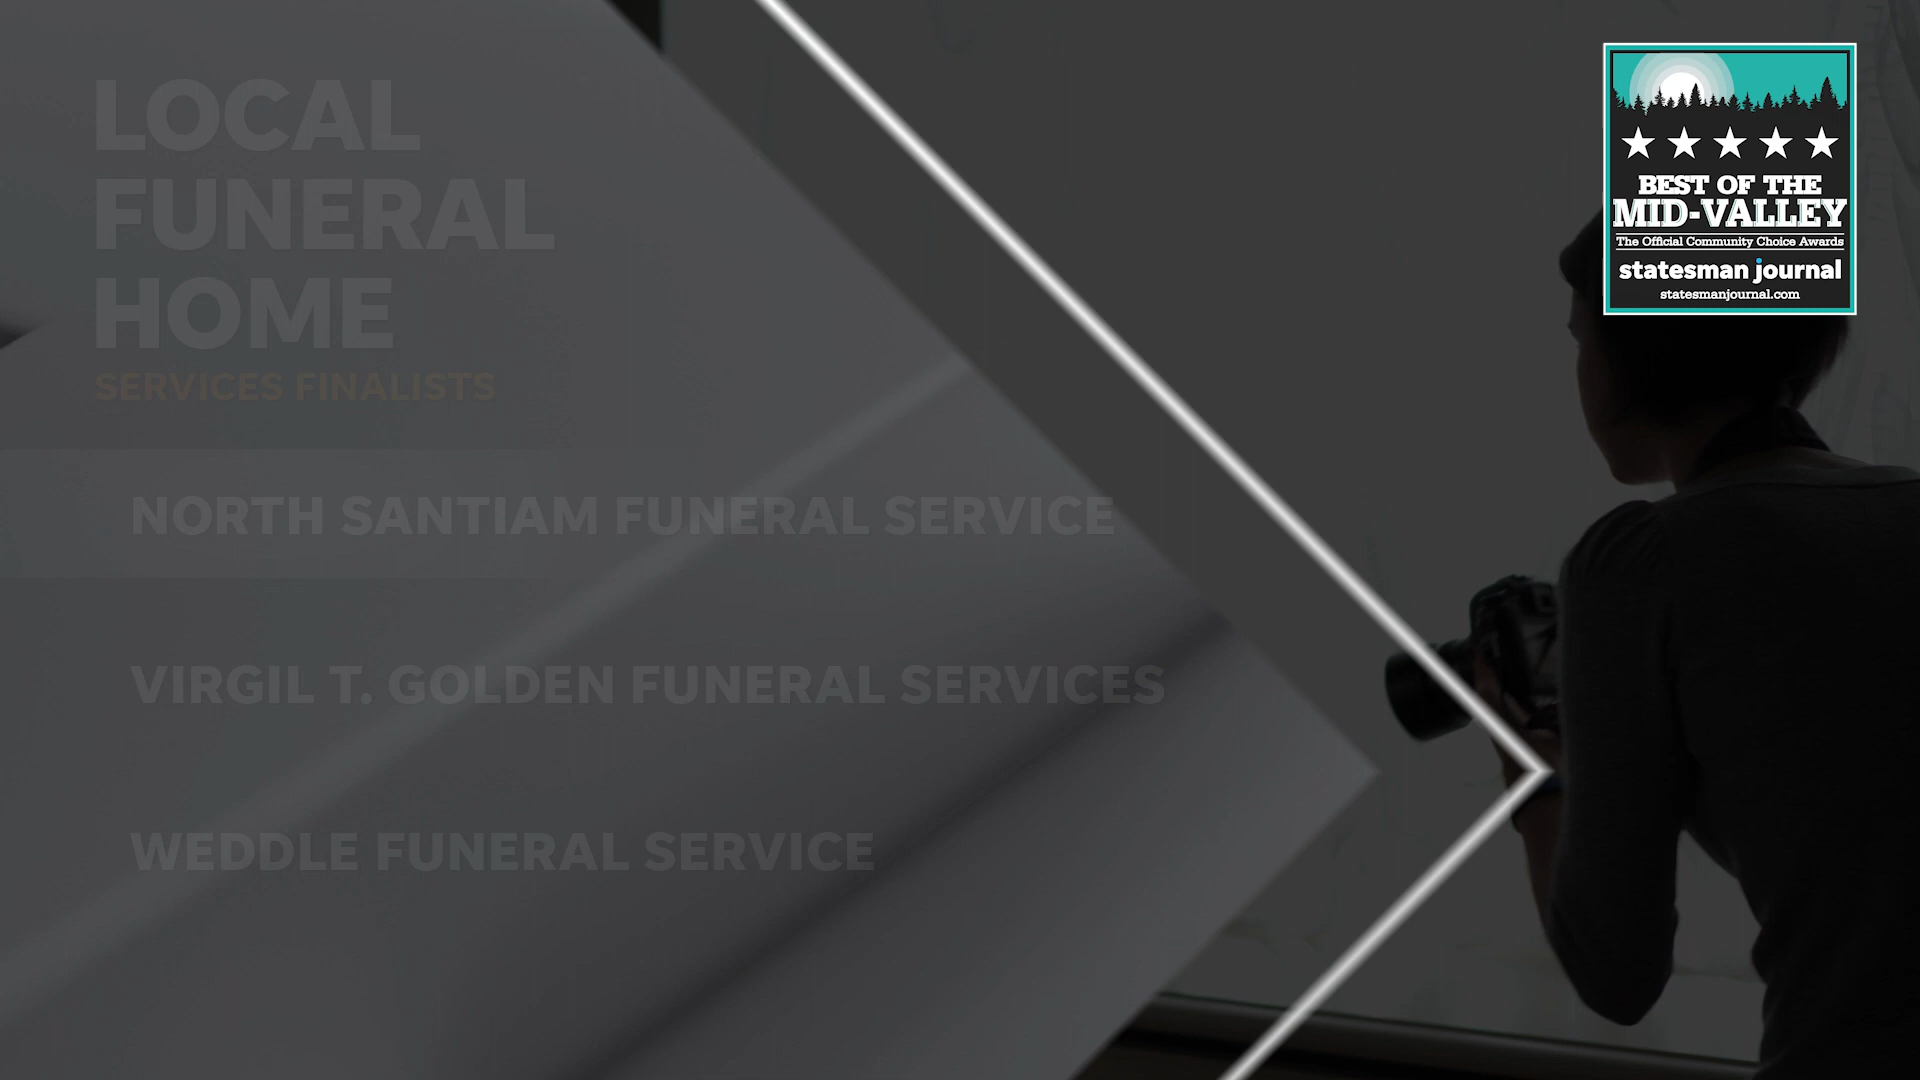 LOCAL
FUNERAL
HOME
SERVICES FINALISTS
NORTH SANTIAM FUNERAL SERVICE
VIRGIL T. GOLDEN FUNERAL SERVICES
WEDDLE FUNERAL SERVICE
BEST OF THE
MID-VALLEY
The Official Community Choice Awards
statesman journal
statesmanjournal.com